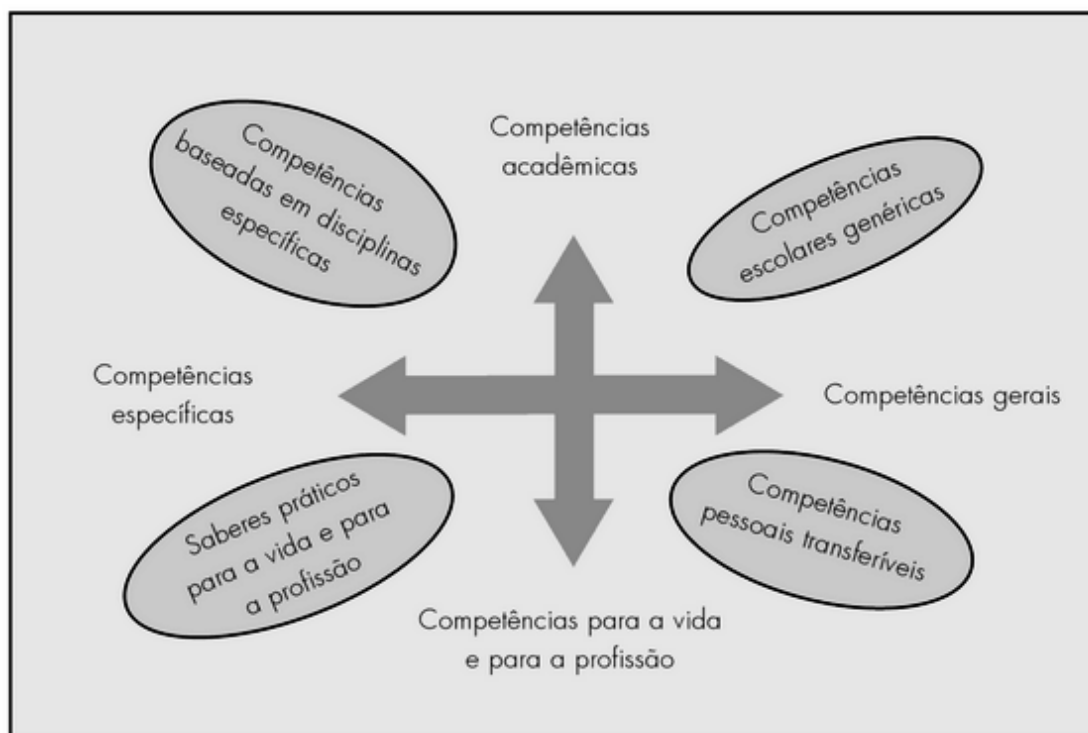 Competências
baseadas em disciplinas
específicas
Competências
acadêmicas
Competências
escolares genéricas
Competências
específicas
Competências gerais
Saberes práticos
para a vida e para
a profissão
Competências para a vida
e para a profissão
Competências
pessoais transferíveis